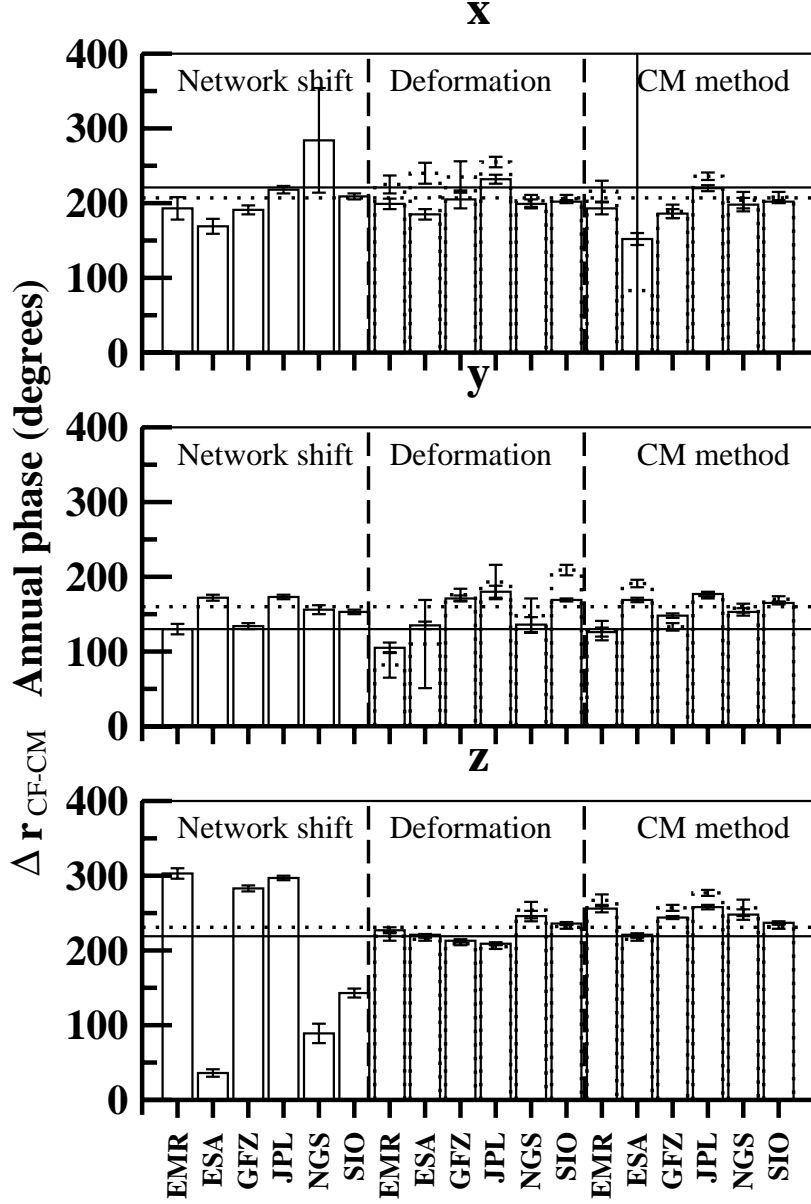 x
400
300
200
100
0
Network shift
Deformation
CM method
y
400
300
200
100
0
Network shift
Deformation
CM method
z
400
300
200
100
0
Network shift
Deformation
CM method
Δ r CF-CM Annual phase (degrees)
EMR
ESA
GFZ
JPL
NGS
SIO
EMR
ESA
GFZ
JPL
NGS
SIO
EMR
ESA
GFZ
JPL
NGS
SIO